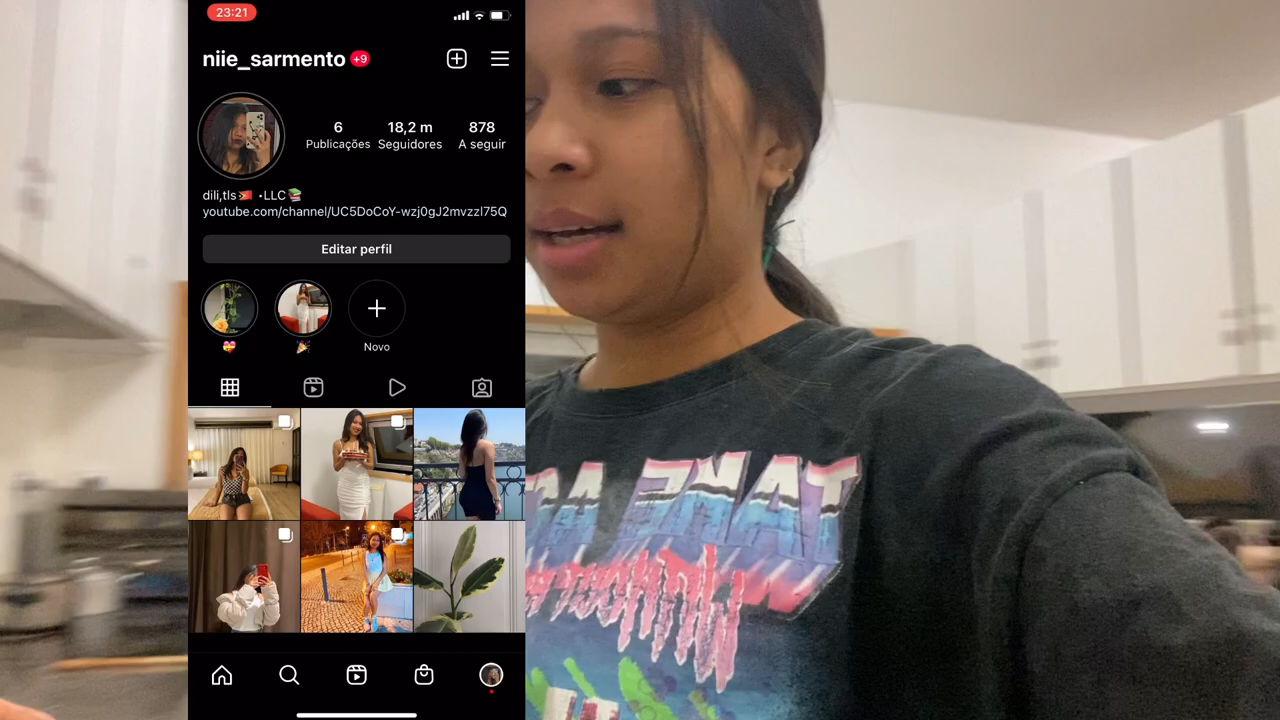 23:21
niie_sarmento +9
6 18,2 m 878
Publicações Seguidores A seguir
dili,tls🇹🇱 •LLC📚
youtube.com/channel/UC5DoCoY-wzj0gJ2mvzzl75Q
Editar perfil
💝 🎉 Novo